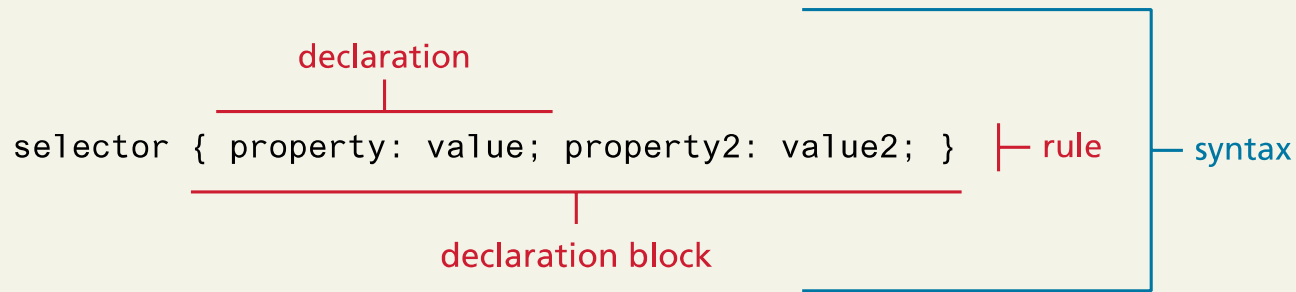 declaration
selector { property: value; property2: value2; }
rule
syntax
declaration block